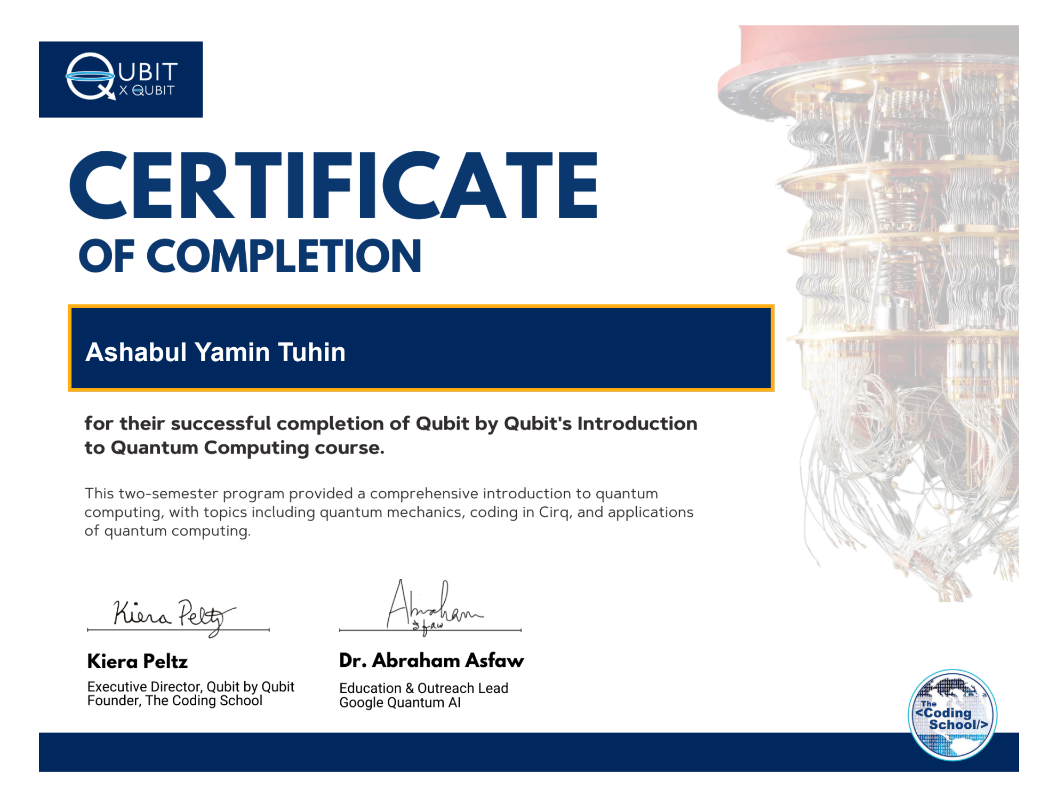 QUBIT
X QUBIT
CERTIFICATE
OF COMPLETION
Ashabul Yamin Tuhin
for their successful completion of Qubit by Qubit's Introduction
to Quantum Computing course.
This two-semester program provided a comprehensive introduction to quantum
computing, with topics including quantum mechanics, coding in Cirq, and applications
of quantum computing.
Kiera Peltz
Abraham
Asfaw
Kiera Peltz
Executive Director, Qubit by Qubit
Founder, The Coding School
Dr. Abraham Asfaw
Education & Outreach Lead
Google Quantum AI
The
<Coding
School/>